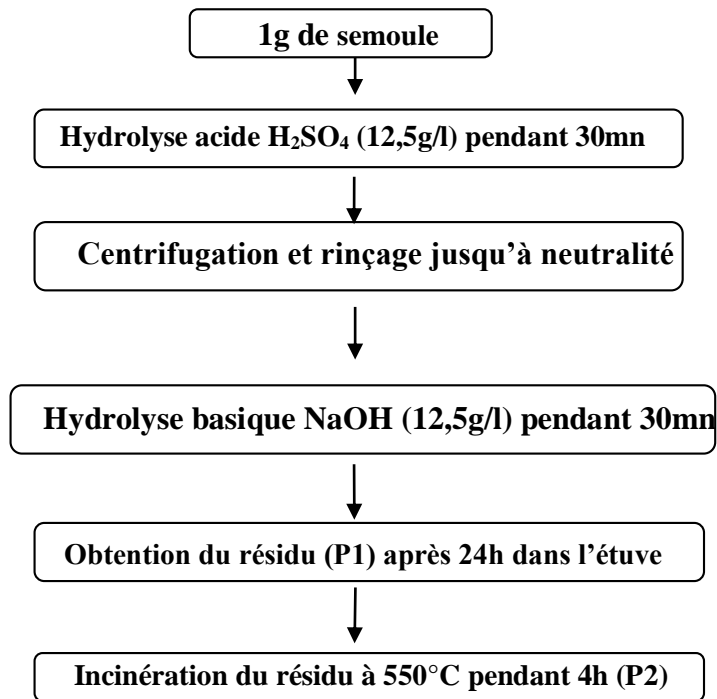 1g de semoule
Hydrolyse acide H₂SO₄ (12,5g/l) pendant 30mn
Centrifugation et rinçage jusqu’à neutralité
Hydrolyse basique NaOH (12,5g/l) pendant 30mn
Obtention du résidu (P1) après 24h dans l’étuve
Incinération du résidu à 550°C pendant 4h (P2)